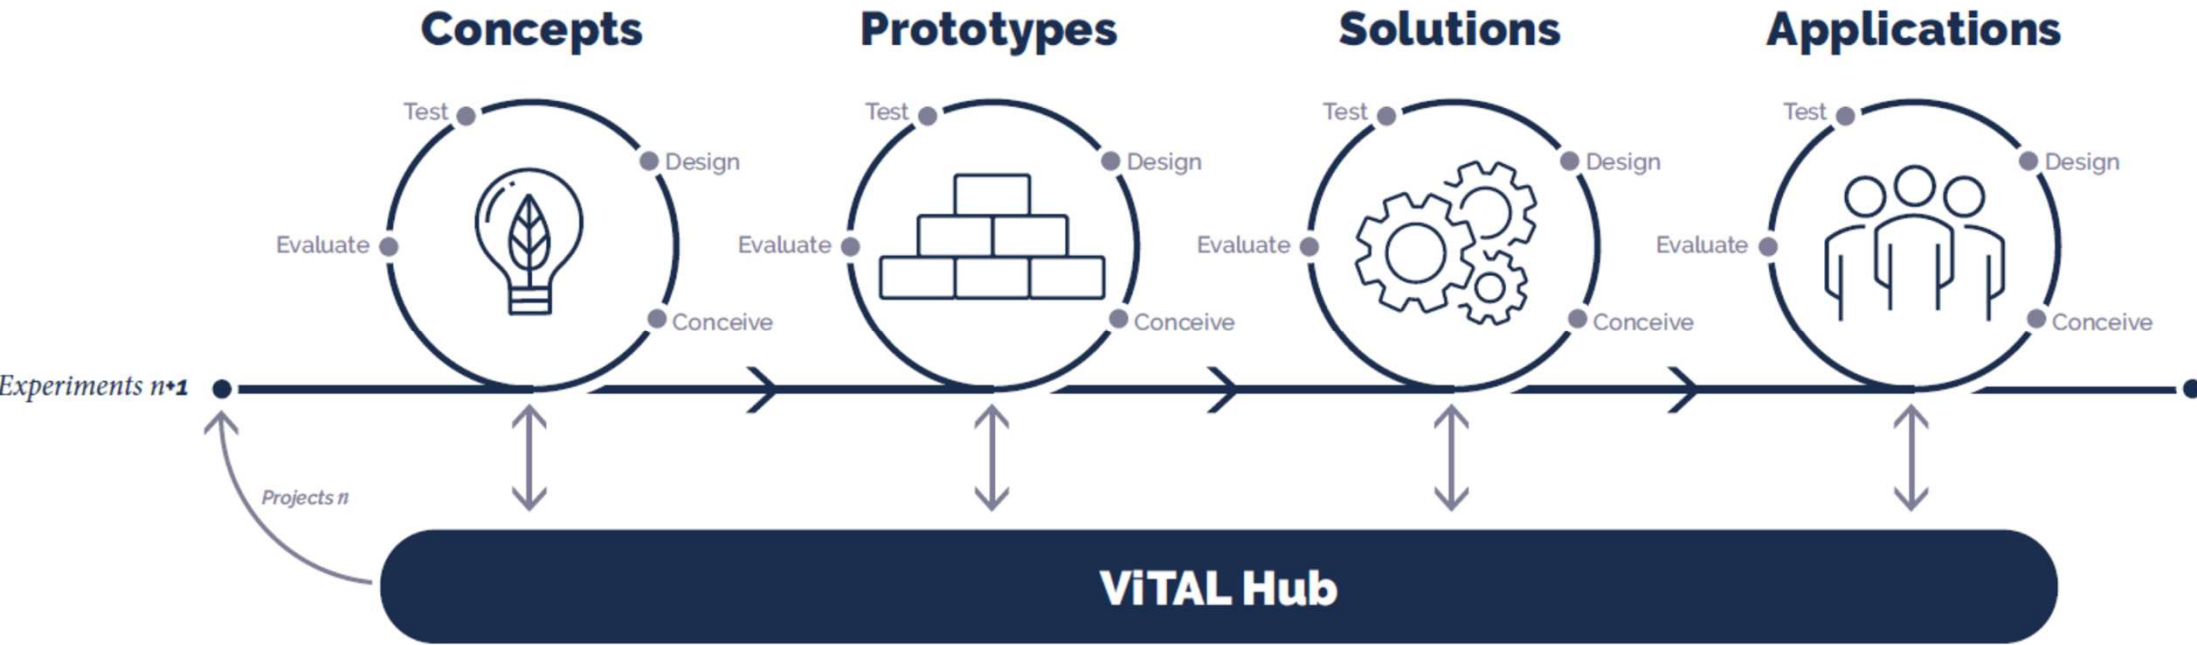 Concepts
Prototypes
Solutions
Applications
Test
Design
Evaluate
Conceive
Test
Design
Evaluate
Conceive
Test
Design
Evaluate
Conceive
Test
Design
Evaluate
Conceive
Experiments n+1
Projects n
ViTAL Hub